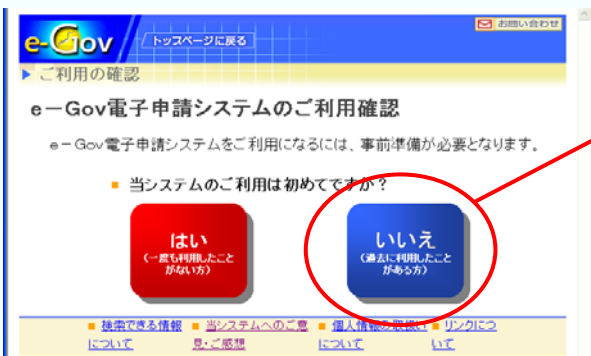 お問い合わせ
e-Gov
トップページに戻る
ご利用の確認
e－Gov電子申請システムのご利用確認
e－Gov電子申請システムをご利用になるには、事前準備が必要となります。
当システムのご利用は初めてですか？
はい
（一度も利用したこと
がない方）
いいえ
（過去に利用したこと
がある方）
検索できる情報 当システムへのご意 個人情報の取扱い リンクにつ
について 見・ご感想 について いて